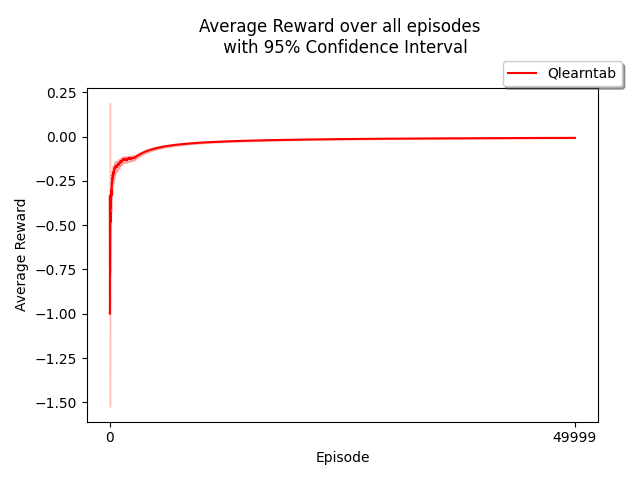 Average Reward over all episodes
with 95% Confidence Interval
Qlearntab
0.25
0.00
−0.25
−0.50
−0.75
−1.00
−1.25
−1.50
Average Reward
0
49999
Episode